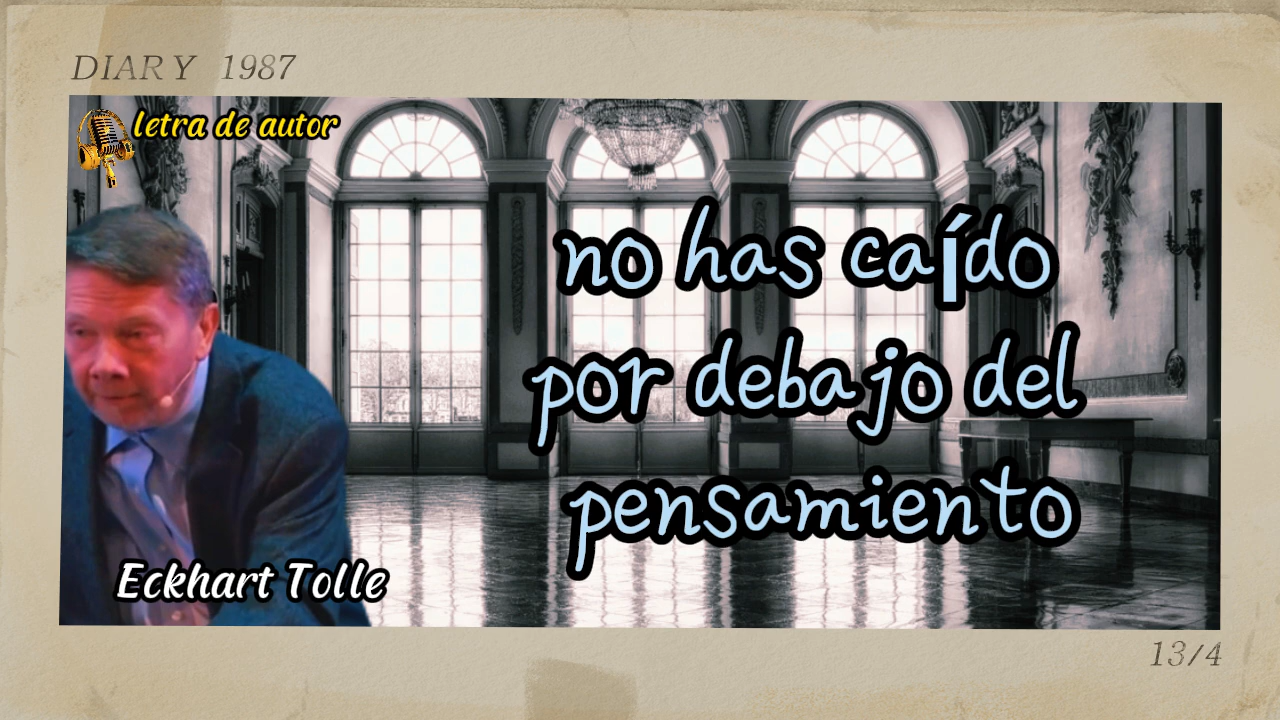 DIARY 1987
letra de autor
no has caído
por debajo del
pensamiento
Eckhart Tolle
13/4